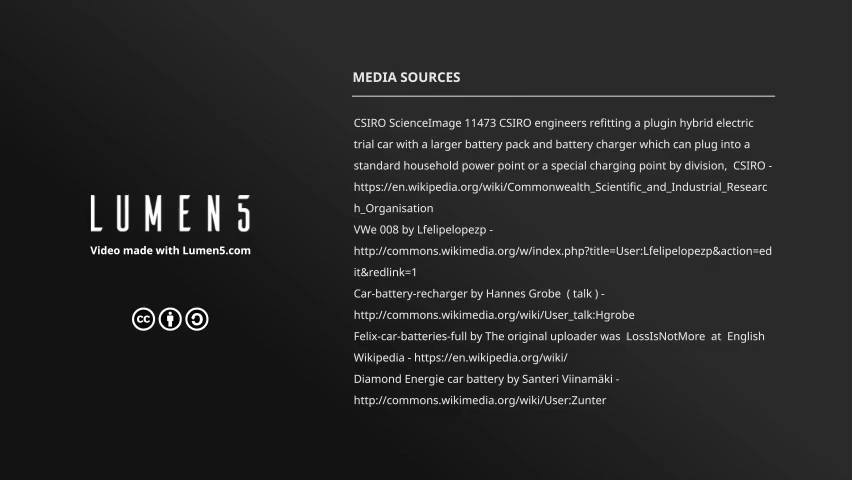 MEDIA SOURCES
CSIRO ScienceImage 11473 CSIRO engineers refitting a plugin hybrid electric
trial car with a larger battery pack and battery charger which can plug into a
standard household power point or a special charging point by division,  CSIRO -
https://en.wikipedia.org/wiki/Commonwealth_Scientific_and_Industrial_Researc
h_Organisation
VWe 008 by Lfelipelopezp -
http://commons.wikimedia.org/w/index.php?title=User:Lfelipelopezp&action=ed
it&redlink=1
Car-battery-recharger by Hannes Grobe  ( talk ) -
http://commons.wikimedia.org/wiki/User_talk:Hgrobe
Felix-car-batteries-full by The original uploader was  LossIsNotMore  at  English
Wikipedia - https://en.wikipedia.org/wiki/
Diamond Energie car battery by Santeri Viinamäki -
http://commons.wikimedia.org/wiki/User:Zunter
LUMEN5
Video made with Lumen5.com
cc